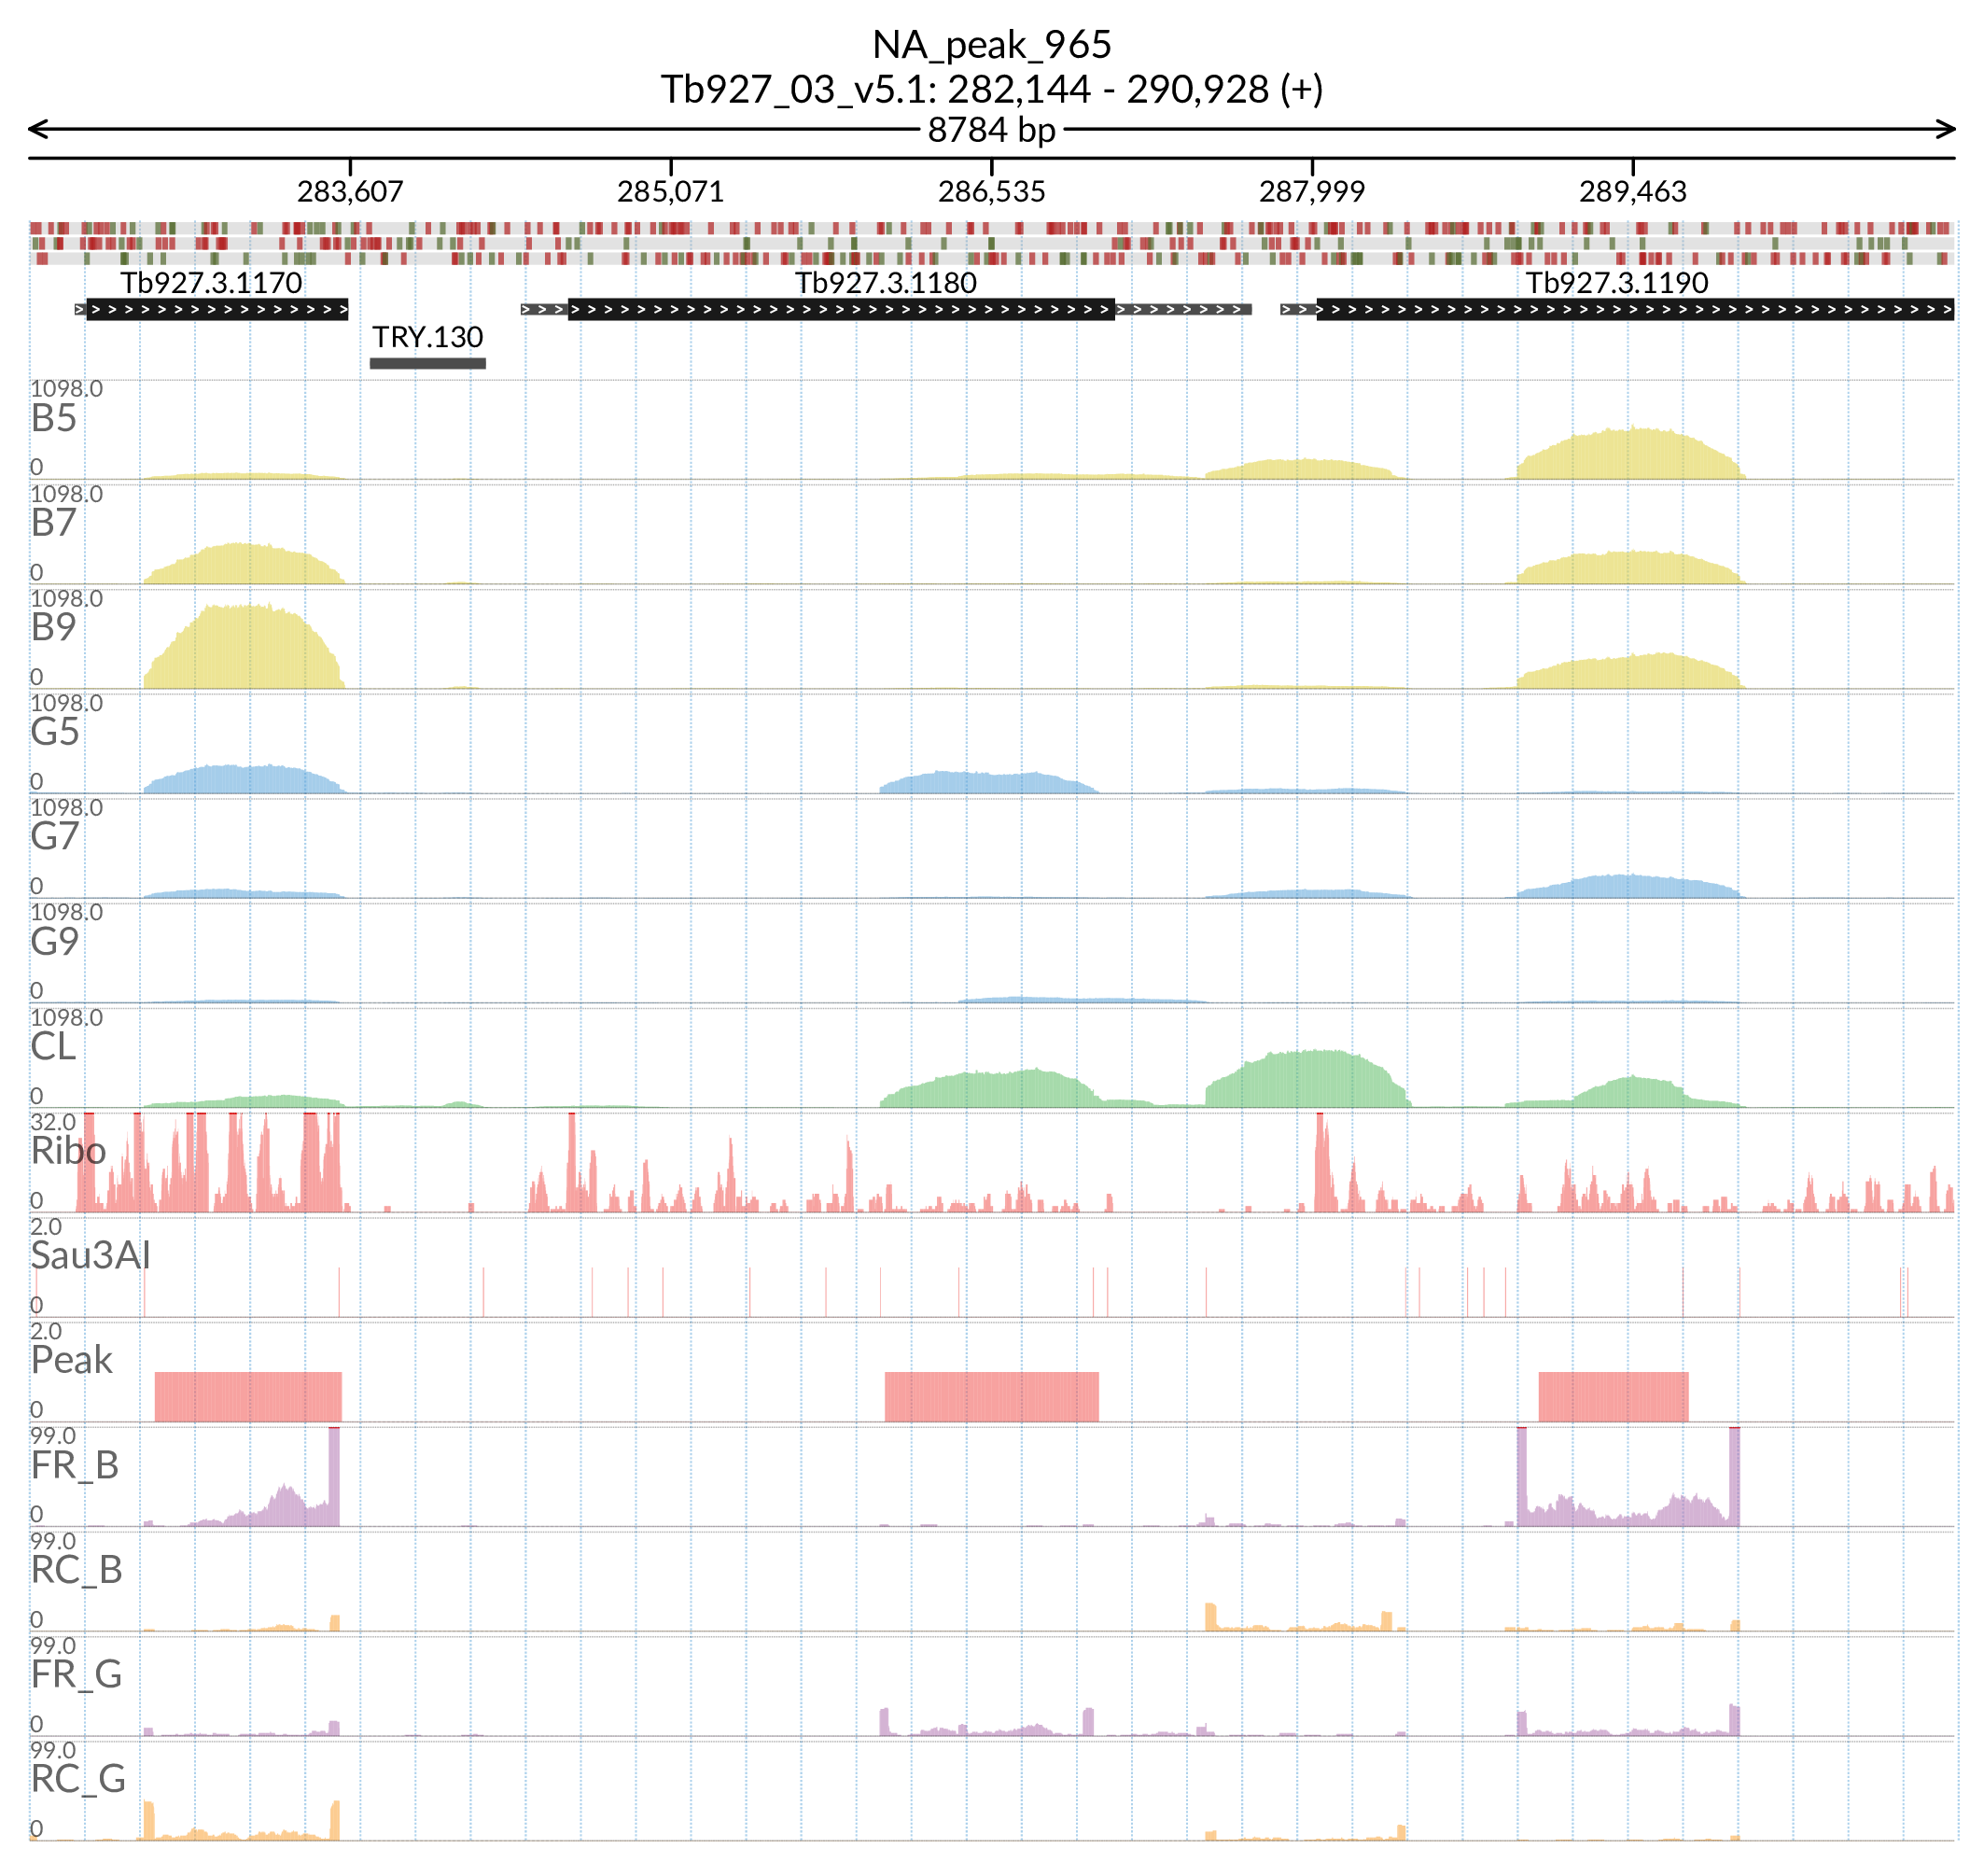 NA_peak_965
Tb927_03_v5.1: 282,144 - 290,928 (+)
8784 bp
283,607 285,071 286,535 287,999 289,463
Tb927.3.1170 Tb927.3.1180 Tb927.3.1190
TRY.130
1098.0
B5
0
1098.0
B7
0
1098.0
B9
0
1098.0
G5
0
1098.0
G7
0
1098.0
G9
0
1098.0
CL
0
32.0
Ribo
0
2.0
Sau3AI
0
2.0
Peak
0
99.0
FR_B
0
99.0
RC_B
0
99.0
FR_G
0
99.0
RC_G
0